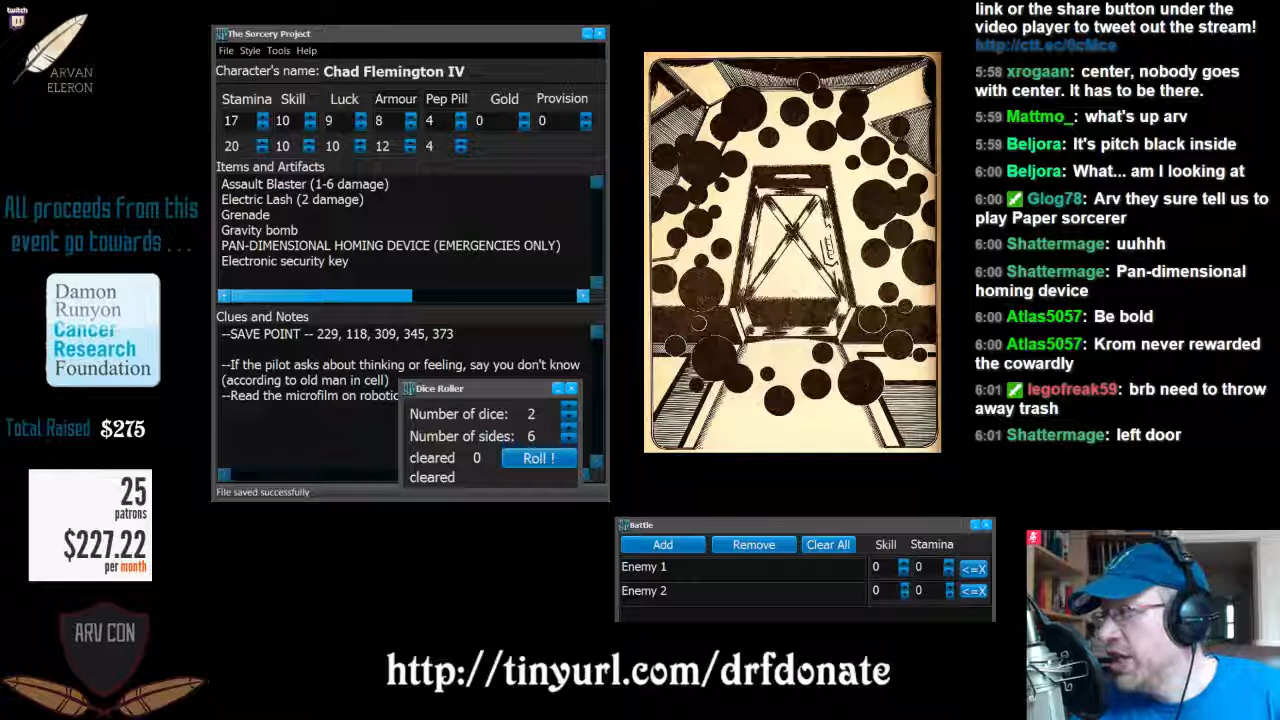 twitch
ARVAN
ELERON
All proceeds from this
event go towards . . .
Damon
Runyon
Cancer
Research
Foundation
Total Raised $275
25
patrons
$227.22
per month
ARV CON
The Sorcery Project
File Style Tools Help
Character's name: Chad Flemington IV
Stamina Skill Luck Armour Pep Pill Gold Provision
17 10 9 8 4 0 0
20 10 10 12 4
Items and Artifacts
Assault Blaster (1-6 damage)
Electric Lash (2 damage)
Grenade
Gravity bomb
PAN-DIMENSIONAL HOMING DEVICE (EMERGENCIES ONLY)
Electronic security key
Clues and Notes
--SAVE POINT -- 229, 118, 309, 345, 373
--If the pilot asks about thinking or feeling, say you don't know
(according to old man in cell)
--Read the microfilm on robotic
File saved successfully
Dice Roller
Number of dice: 2
Number of sides: 6
cleared 0 Roll !
cleared
Battle
Add Remove Clear All Skill Stamina
Enemy 1 0 0 <=X
Enemy 2 0 0 <=X
http://tinyurl.com/drfdonate
link or the share button under the
video player to tweet out the stream!
http://ctt.ec/0cMce
5:58 xrogaan: center, nobody goes
with center. It has to be there.
5:59 Mattmo_: what's up arv
5:59 Beljora: It's pitch black inside
6:00 Beljora: What... am I looking at
6:00 Glog78: Arv they sure tell us to
play Paper sorcerer
6:00 Shattermage: uuhhh
6:00 Shattermage: Pan-dimensional
homing device
6:00 Atlas5057: Be bold
6:00 Atlas5057: Krom never rewarded
the cowardly
6:01 legofreak59: brb need to throw
away trash
6:01 Shattermage: left door